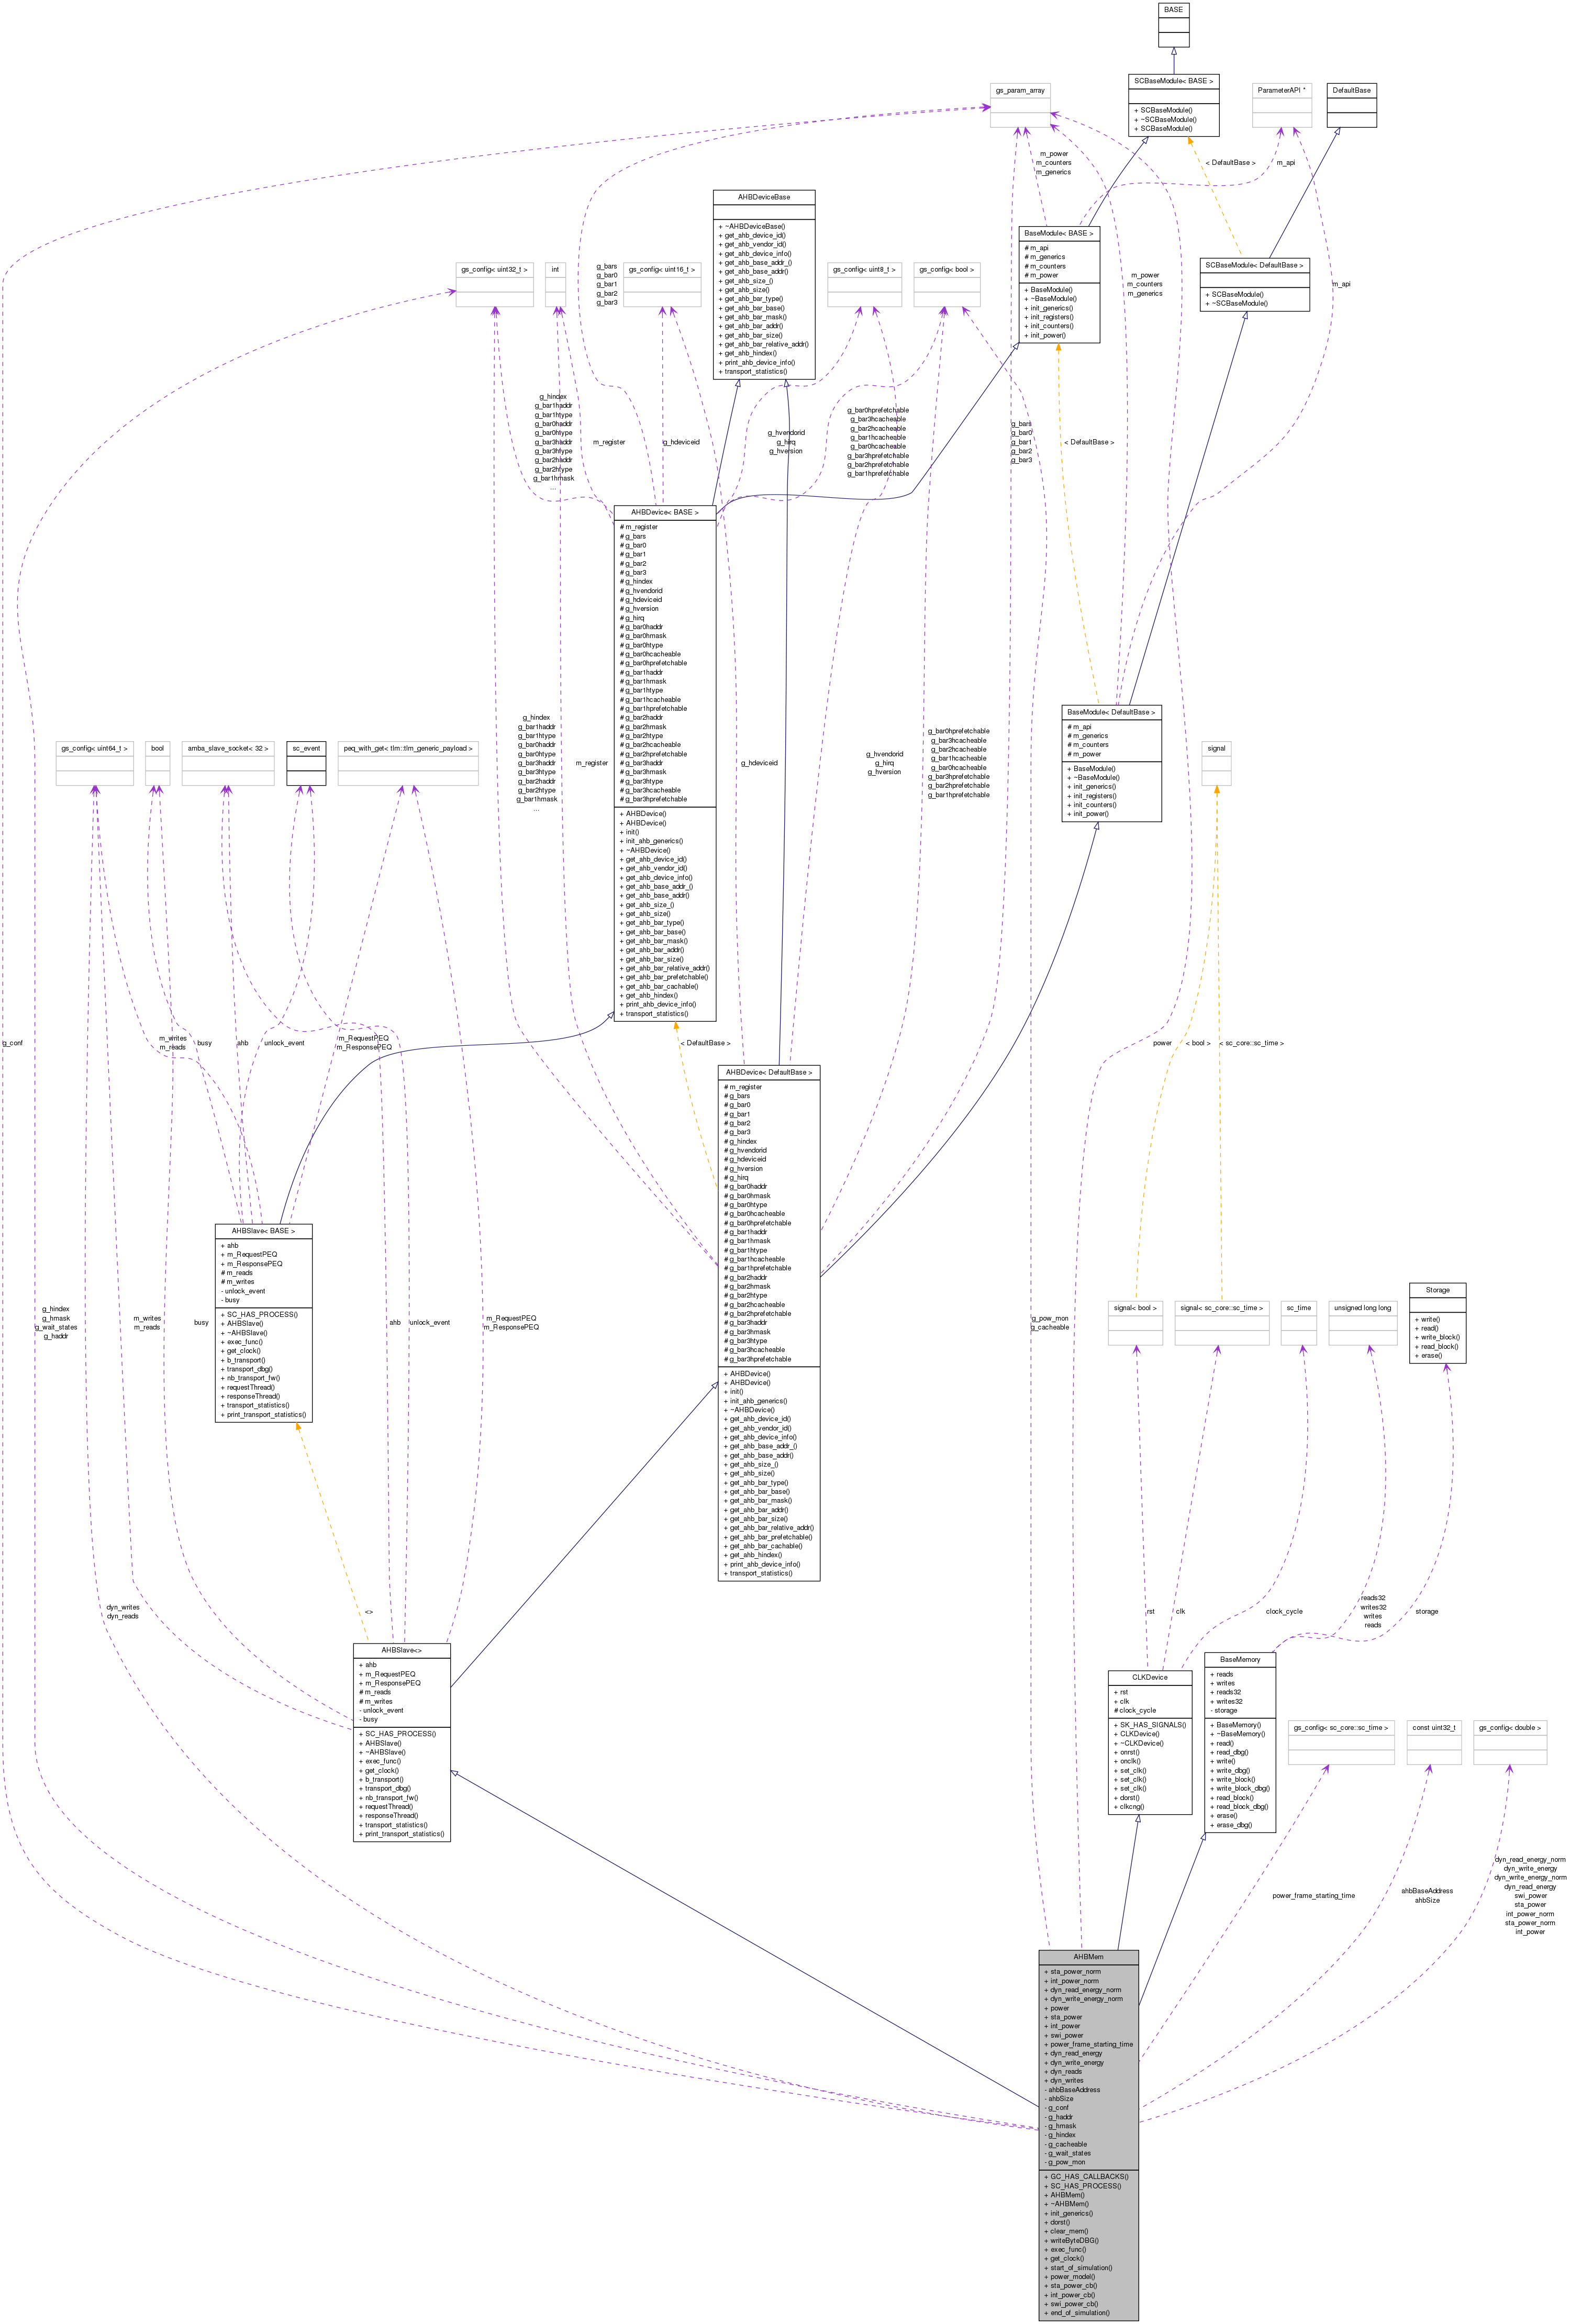 BASE
SCBaseModule< BASE >
+ SCBaseModule()
+ ~SCBaseModule()
+ SCBaseModule()
gs_param_array
ParameterAPI *
DefaultBase
m_power
m_counters
m_generics
< DefaultBase >
m_api
AHBDeviceBase
+ ~AHBDeviceBase()
+ get_ahb_device_id()
+ get_ahb_vendor_id()
+ get_ahb_device_info()
+ get_ahb_base_addr_()
+ get_ahb_base_addr()
+ get_ahb_size_()
+ get_ahb_size()
+ get_ahb_bar_type()
+ get_ahb_bar_base()
+ get_ahb_bar_mask()
+ get_ahb_bar_addr()
+ get_ahb_bar_size()
+ get_ahb_bar_relative_addr()
+ get_ahb_hindex()
+ print_ahb_device_info()
+ transport_statistics()
BaseModule< BASE >
# m_api
# m_generics
# m_counters
# m_power
+ BaseModule()
+ ~BaseModule()
+ init_generics()
+ init_registers()
+ init_counters()
+ init_power()
SCBaseModule< DefaultBase >
+ SCBaseModule()
+ ~SCBaseModule()
gs_config< uint32_t >
int
g_bars
g_bar0
g_bar1
g_bar2
g_bar3
gs_config< uint16_t >
gs_config< uint8_t >
gs_config< bool >
m_power
m_counters
m_generics
m_api
g_hindex
g_bar1haddr
g_bar1htype
g_bar0haddr
g_bar0htype
g_bar3haddr
g_bar3htype
g_bar2haddr
g_bar2htype
g_bar1hmask
...
m_register
g_hdeviceid
g_hvendorid
g_hirq
g_hversion
g_bar0hprefetchable
g_bar3hcacheable
g_bar2hcacheable
g_bar1hcacheable
g_bar0hcacheable
g_bar3hprefetchable
g_bar2hprefetchable
g_bar1hprefetchable
g_bars
g_bar0
g_bar1
g_bar2
g_bar3
< DefaultBase >
AHBDevice< BASE >
# m_register
# g_bars
# g_bar0
# g_bar1
# g_bar2
# g_bar3
# g_hindex
# g_hvendorid
# g_hdeviceid
# g_hversion
# g_hirq
# g_bar0haddr
# g_bar0hmask
# g_bar0htype
# g_bar0hcacheable
# g_bar0hprefetchable
# g_bar1haddr
# g_bar1hmask
# g_bar1htype
# g_bar1hcacheable
# g_bar1hprefetchable
# g_bar2haddr
# g_bar2hmask
# g_bar2htype
# g_bar2hcacheable
# g_bar2hprefetchable
# g_bar3haddr
# g_bar3hmask
# g_bar3htype
# g_bar3hcacheable
# g_bar3hprefetchable
+ AHBDevice()
+ AHBDevice()
+ init()
+ init_ahb_generics()
+ ~AHBDevice()
+ get_ahb_device_id()
+ get_ahb_vendor_id()
+ get_ahb_device_info()
+ get_ahb_base_addr_()
+ get_ahb_base_addr()
+ get_ahb_size_()
+ get_ahb_size()
+ get_ahb_bar_type()
+ get_ahb_bar_base()
+ get_ahb_bar_mask()
+ get_ahb_bar_addr()
+ get_ahb_bar_size()
+ get_ahb_bar_relative_addr()
+ get_ahb_bar_prefetchable()
+ get_ahb_bar_cachable()
+ get_ahb_hindex()
+ print_ahb_device_info()
+ transport_statistics()
BaseModule< DefaultBase >
# m_api
# m_generics
# m_counters
# m_power
+ BaseModule()
+ ~BaseModule()
+ init_generics()
+ init_registers()
+ init_counters()
+ init_power()
gs_config< uint64_t >
bool
amba_slave_socket< 32 >
sc_event
peq_with_get< tlm::tlm_generic_payload >
g_hindex
g_bar1haddr
g_bar1htype
g_bar0haddr
g_bar0htype
g_bar3haddr
g_bar3htype
g_bar2haddr
g_bar2htype
g_bar1hmask
...
m_register
g_hdeviceid
g_hvendorid
g_hirq
g_hversion
g_bar0hprefetchable
g_bar3hcacheable
g_bar2hcacheable
g_bar1hcacheable
g_bar0hcacheable
g_bar3hprefetchable
g_bar2hprefetchable
g_bar1hprefetchable
signal
g_conf
m_writes
m_reads
busy
ahb
unlock_event
m_RequestPEQ
m_ResponsePEQ
< DefaultBase >
power
< bool >
< sc_core::sc_time >
AHBDevice< DefaultBase >
# m_register
# g_bars
# g_bar0
# g_bar1
# g_bar2
# g_bar3
# g_hindex
# g_hvendorid
# g_hdeviceid
# g_hversion
# g_hirq
# g_bar0haddr
# g_bar0hmask
# g_bar0htype
# g_bar0hcacheable
# g_bar0hprefetchable
# g_bar1haddr
# g_bar1hmask
# g_bar1htype
# g_bar1hcacheable
# g_bar1hprefetchable
# g_bar2haddr
# g_bar2hmask
# g_bar2htype
# g_bar2hcacheable
# g_bar2hprefetchable
# g_bar3haddr
# g_bar3hmask
# g_bar3htype
# g_bar3hcacheable
# g_bar3hprefetchable
+ AHBDevice()
+ AHBDevice()
+ init()
+ init_ahb_generics()
+ ~AHBDevice()
+ get_ahb_device_id()
+ get_ahb_vendor_id()
+ get_ahb_device_info()
+ get_ahb_base_addr_()
+ get_ahb_base_addr()
+ get_ahb_size_()
+ get_ahb_size()
+ get_ahb_bar_type()
+ get_ahb_bar_base()
+ get_ahb_bar_mask()
+ get_ahb_bar_addr()
+ get_ahb_bar_size()
+ get_ahb_bar_relative_addr()
+ get_ahb_bar_prefetchable()
+ get_ahb_bar_cachable()
+ get_ahb_hindex()
+ print_ahb_device_info()
+ transport_statistics()
AHBSlave< BASE >
+ ahb
+ m_RequestPEQ
+ m_ResponsePEQ
# m_reads
# m_writes
- unlock_event
- busy
+ SC_HAS_PROCESS()
+ AHBSlave()
+ ~AHBSlave()
+ exec_func()
+ get_clock()
+ b_transport()
+ transport_dbg()
+ nb_transport_fw()
+ requestThread()
+ responseThread()
+ transport_statistics()
+ print_transport_statistics()
g_hindex
g_hmask
g_wait_states
g_haddr
m_writes
m_reads
busy
ahb
unlock_event
m_RequestPEQ
m_ResponsePEQ
g_pow_mon
g_cacheable
signal< bool >
signal< sc_core::sc_time >
sc_time
unsigned long long
Storage
+ write()
+ read()
+ write_block()
+ read_block()
+ erase()
dyn_writes
dyn_reads
<>
rst
clk
clock_cycle
reads32
writes32
writes
reads
storage
AHBSlave<>
+ ahb
+ m_RequestPEQ
+ m_ResponsePEQ
# m_reads
# m_writes
- unlock_event
- busy
+ SC_HAS_PROCESS()
+ AHBSlave()
+ ~AHBSlave()
+ exec_func()
+ get_clock()
+ b_transport()
+ transport_dbg()
+ nb_transport_fw()
+ requestThread()
+ responseThread()
+ transport_statistics()
+ print_transport_statistics()
CLKDevice
+ rst
+ clk
# clock_cycle
+ SK_HAS_SIGNALS()
+ CLKDevice()
+ ~CLKDevice()
+ onrst()
+ onclk()
+ set_clk()
+ set_clk()
+ set_clk()
+ dorst()
+ clkcng()
BaseMemory
+ reads
+ writes
+ reads32
+ writes32
- storage
+ BaseMemory()
+ ~BaseMemory()
+ read()
+ read_dbg()
+ write()
+ write_dbg()
+ write_block()
+ write_block_dbg()
+ read_block()
+ read_block_dbg()
+ erase()
+ erase_dbg()
gs_config< sc_core::sc_time >
const uint32_t
gs_config< double >
power_frame_starting_time
ahbBaseAddress
ahbSize
dyn_read_energy_norm
dyn_write_energy
dyn_write_energy_norm
dyn_read_energy
swi_power
sta_power
int_power_norm
sta_power_norm
int_power
AHBMem
+ sta_power_norm
+ int_power_norm
+ dyn_read_energy_norm
+ dyn_write_energy_norm
+ power
+ sta_power
+ int_power
+ swi_power
+ power_frame_starting_time
+ dyn_read_energy
+ dyn_write_energy
+ dyn_reads
+ dyn_writes
- ahbBaseAddress
- ahbSize
- g_conf
- g_haddr
- g_hmask
- g_hindex
- g_cacheable
- g_wait_states
- g_pow_mon
+ GC_HAS_CALLBACKS()
+ SC_HAS_PROCESS()
+ AHBMem()
+ ~AHBMem()
+ init_generics()
+ dorst()
+ clear_mem()
+ writeByteDBG()
+ exec_func()
+ get_clock()
+ start_of_simulation()
+ power_model()
+ sta_power_cb()
+ int_power_cb()
+ swi_power_cb()
+ end_of_simulation()